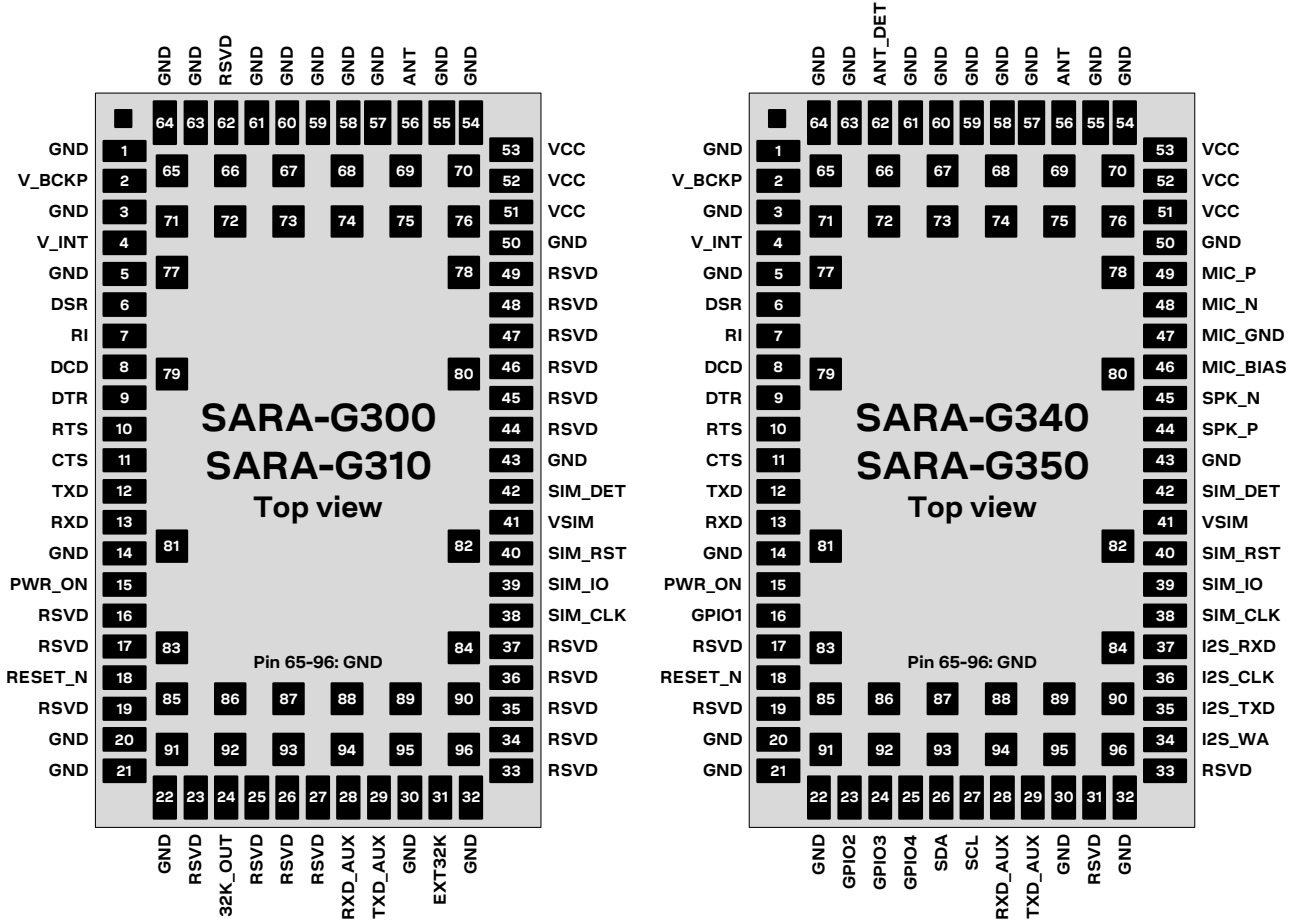 GND GND RSVD GND GND GND GND GND ANT GND GND
64 63 62 61 60 59 58 57 56 55 54
GND 1 53 VCC
65 66 67 68 69 70
V_BCKP 2 52 VCC
GND 3 51 VCC
71 72 73 74 75 76
V_INT 4 50 GND
GND 5 77 78 49 RSVD
DSR 6 48 RSVD
RI 7 47 RSVD
DCD 8 79 80 46 RSVD
DTR 9 45 RSVD
SARA-G300
RTS 10 44 RSVD
CTS 11 43 GND
SARA-G310
TXD 12 42 SIM_DET
Top view
RXD 13 41 VSIM
GND 14 81 82 40 SIM_RST
PWR_ON 15 39 SIM_IO
RSVD 16 38 SIM_CLK
RSVD 17 83 84 37 RSVD
Pin 65-96: GND
RESET_N 18 36 RSVD
85 86 87 88 89 90
RSVD 19 35 RSVD
GND 20 34 RSVD
91 92 93 94 95 96
GND 21 33 RSVD
22 23 24 25 26 27 28 29 30 31 32
GND RSVD 32K_OUT RSVD RSVD RSVD RXD_AUX TXD_AUX GND EXT32K GND
GND GND ANT_DET GND GND GND GND GND ANT GND GND
64 63 62 61 60 59 58 57 56 55 54
GND 1 53 VCC
65 66 67 68 69 70
V_BCKP 2 52 VCC
GND 3 51 VCC
71 72 73 74 75 76
V_INT 4 50 GND
GND 5 77 78 49 MIC_P
DSR 6 48 MIC_N
RI 7 47 MIC_GND
DCD 8 79 80 46 MIC_BIAS
DTR 9 45 SPK_N
SARA-G340
RTS 10 44 SPK_P
CTS 11 43 GND
SARA-G350
TXD 12 42 SIM_DET
Top view
RXD 13 41 VSIM
GND 14 81 82 40 SIM_RST
PWR_ON 15 39 SIM_IO
GPIO1 16 38 SIM_CLK
RSVD 17 83 84 37 I2S_RXD
Pin 65-96: GND
RESET_N 18 36 I2S_CLK
85 86 87 88 89 90
RSVD 19 35 I2S_TXD
GND 20 34 I2S_WA
91 92 93 94 95 96
GND 21 33 RSVD
22 23 24 25 26 27 28 29 30 31 32
GND GPIO2 GPIO3 GPIO4 SDA SCL RXD_AUX TXD_AUX GND RSVD GND